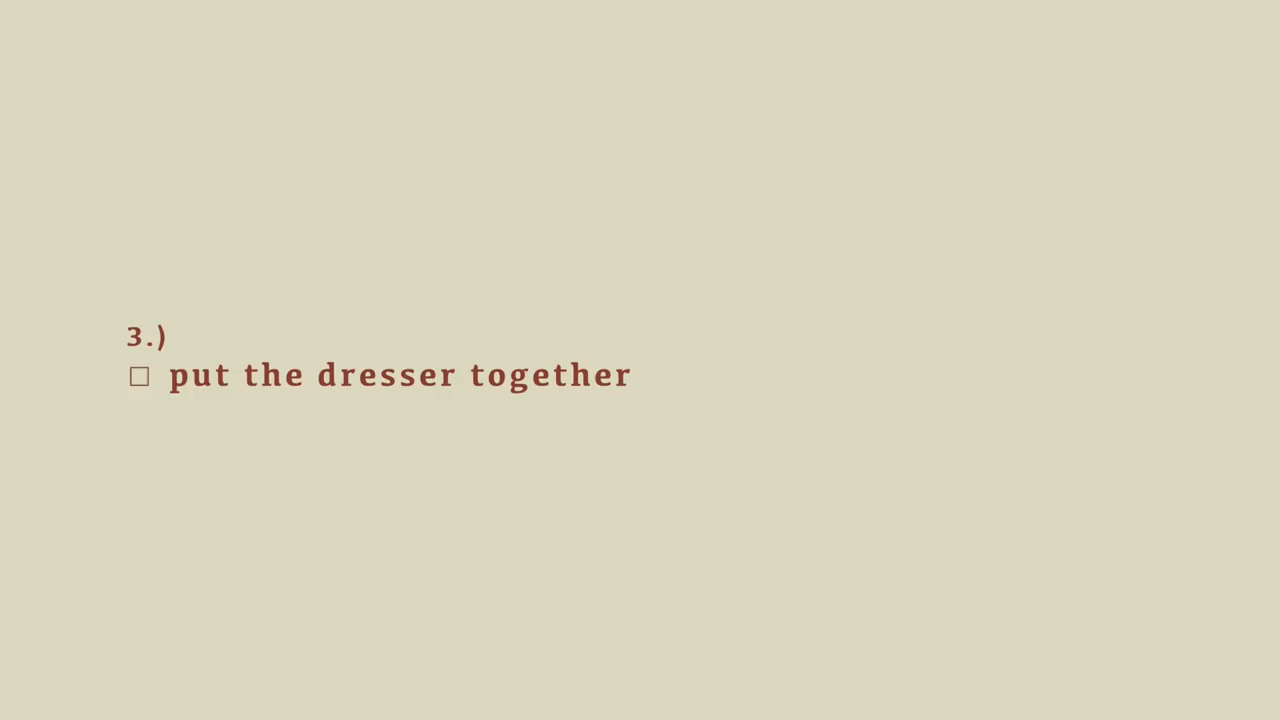 3.)
□ put the dresser together